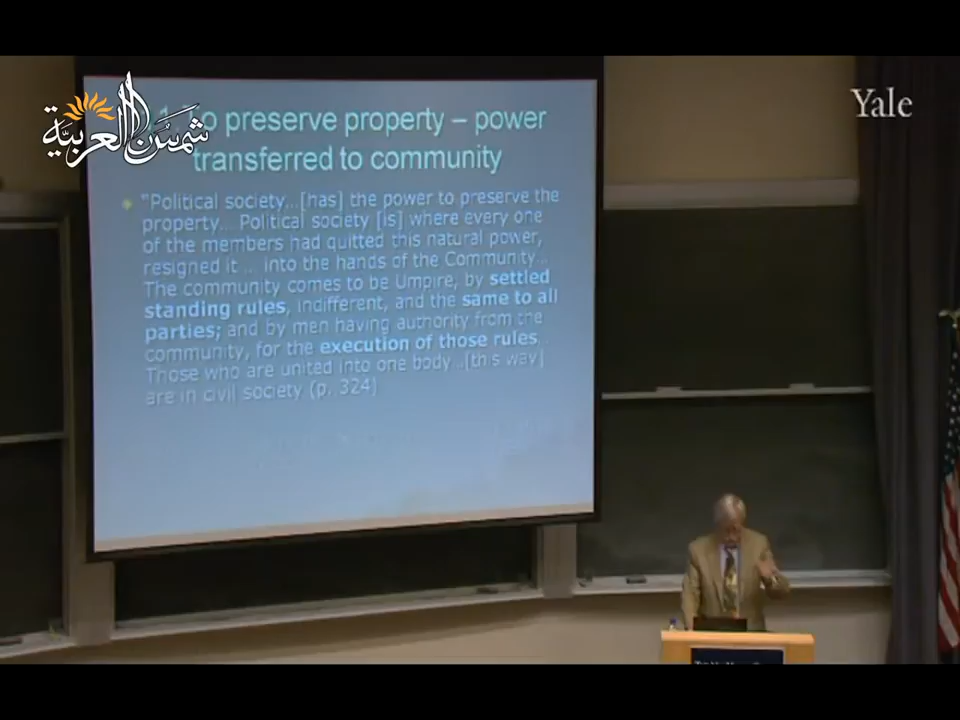 شمس العربية
Yale
to preserve property – power
transferred to community
"Political society...[has] the power to preserve the
property... Political society [is] where every one
of the members had quitted this natural power,
resigned it ... into the hands of the Community...
The community comes to be Umpire, by settled
standing rules, indifferent, and the same to all
parties; and by men having authority from the
community, for the execution of those rules...
Those who are united into one body...[this way]
are in civil society (p. 324)